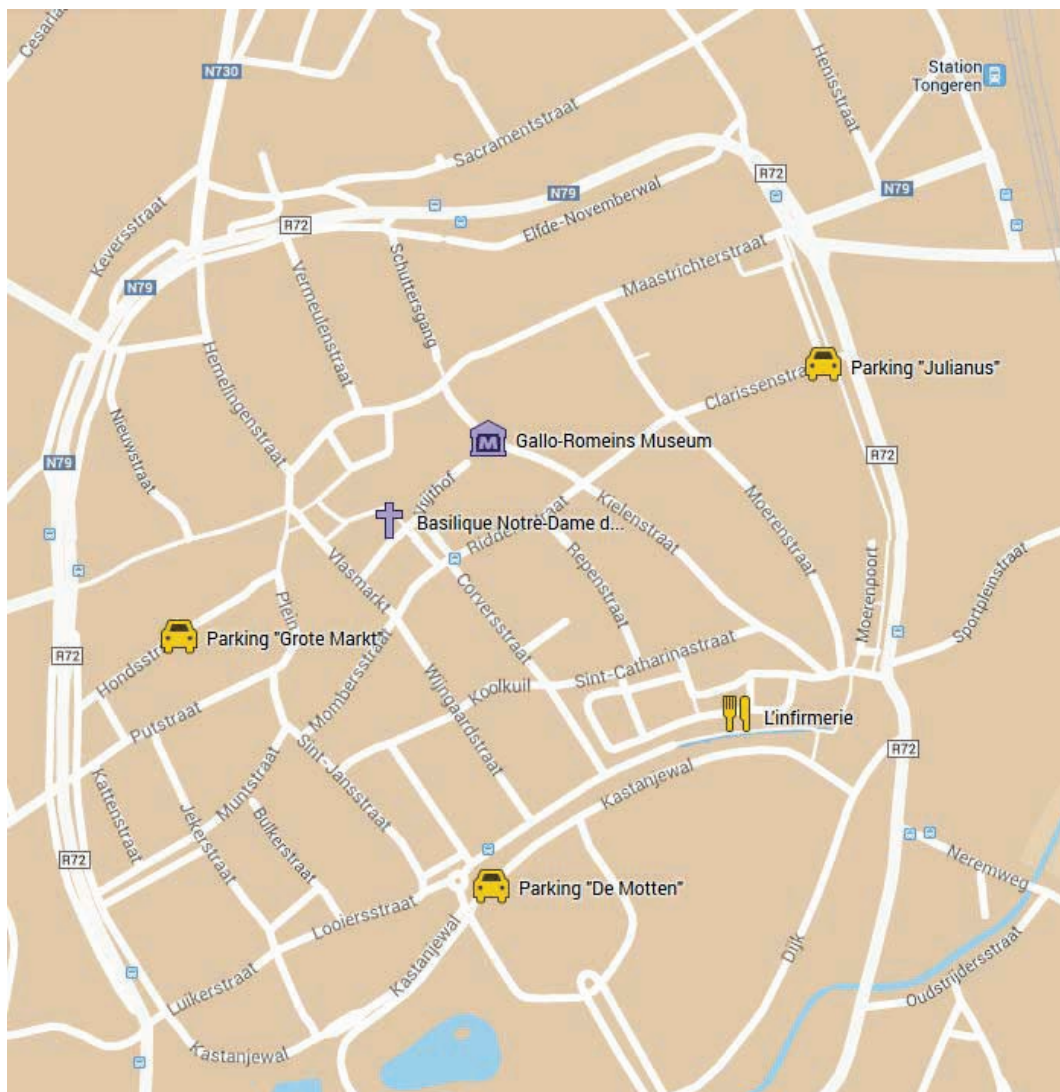 Cesarlaa
N730
Henisstraat
Station
Tongeren
Sacramentstraat
R72
N79
N79
Keversstraat
R72
Elfde-Novemberwal
N79
Schuttersgang
Vermeulenstraat
Maastrichterstraat
Hemelingenstraat
Parking "Julianus"
Clarissenstraat
Nieuwstraat
Gallo-Romeins Museum
N79
R72
Vrijthof
Kielenstraat
Moerenstraat
Basilique Notre-Dame d...
Ridderstraat
Repenstraat
Vlasmarkt
Corversstraat
Moerenpoort
Sportpleinstraat
Plein
Parking "Grote Markt"
R72
Hondsstr
Mombersstraat
Wijngaardstraat
Sint-Catharinastraat
Koolkuil
Putstraat
L'infirmerie
Sint-Jansstraat
R72
Kastanjewal
Muntstraat
Kattenstraat
Jekerstraat
Bulkerstraat
R72
Neremweg
Parking "De Motten"
Looiersstraat
Kastanjewal
Dijk
Luikerstraat
Oudstrijdersstraat
Kastanjewal